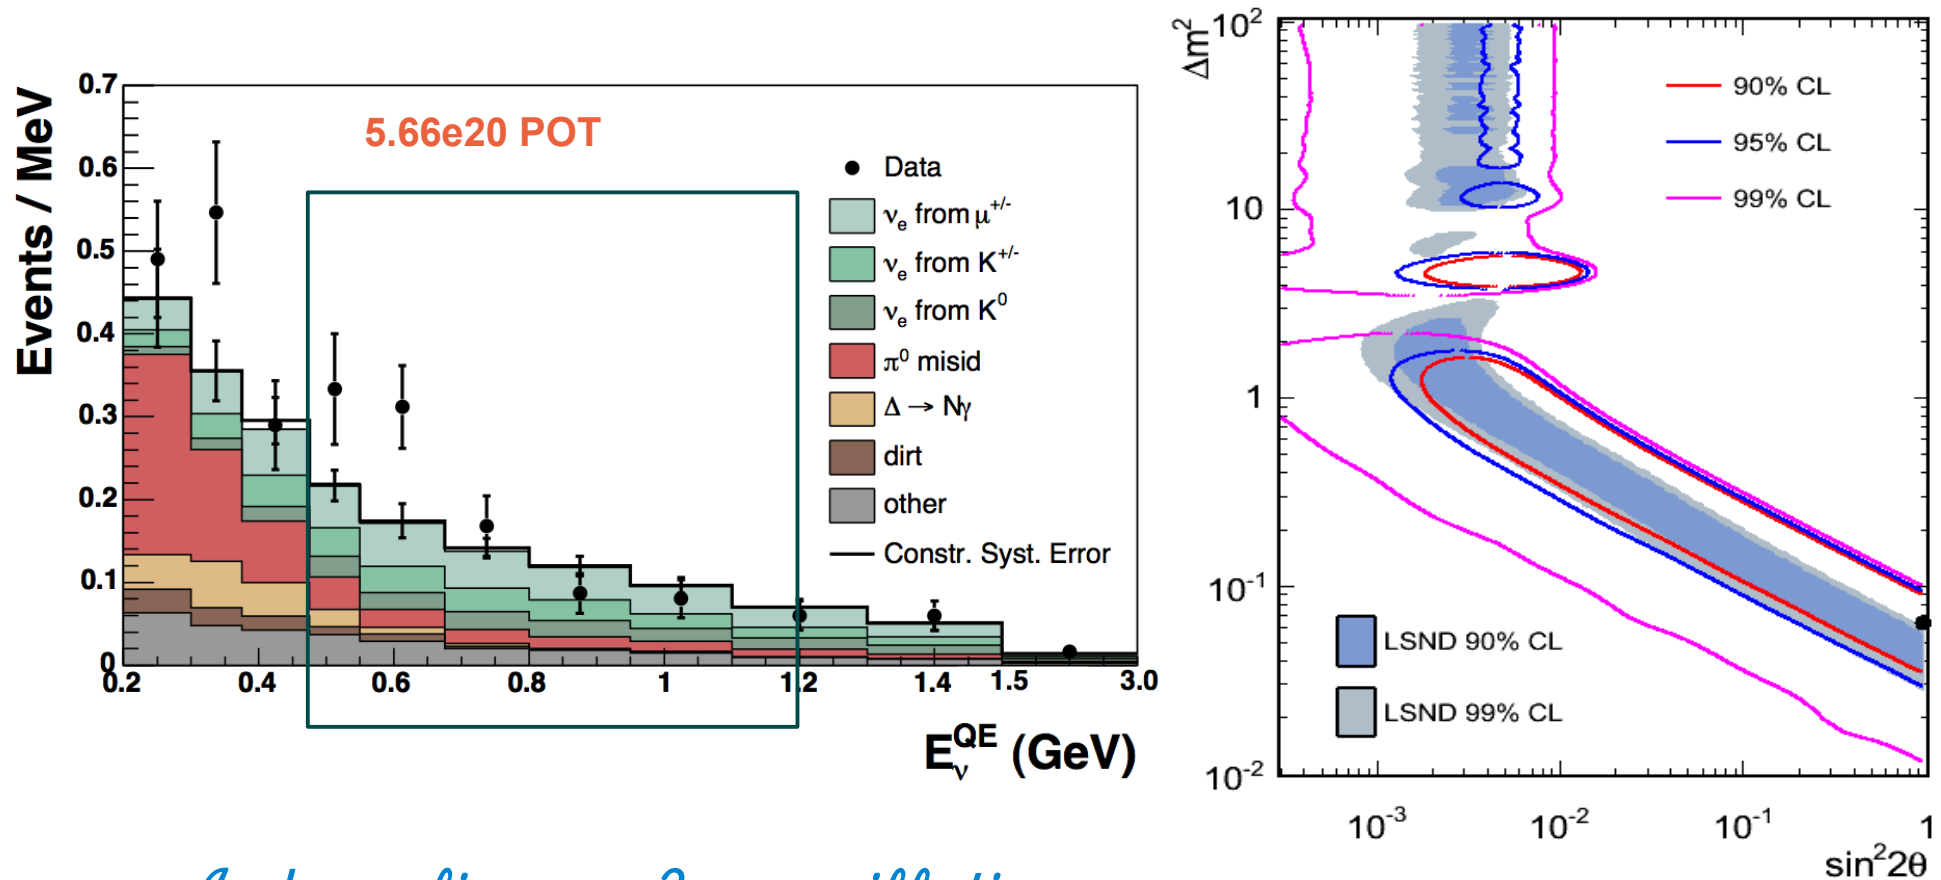 Events / MeV
0.7
0.6
0.5
0.4
0.3
0.2
0.1
0
5.66e20 POT
Data
νe from μ+/-
νe from K+/-
νe from K0
π0 misid
Δ → Nγ
dirt
other
Constr. Syst. Error
0.2 0.4 0.6 0.8 1 1.2 1.4 1.5 3.0
EνQE (GeV)
Δm2
10^2
10
1
10^-1
10^-2
90% CL
95% CL
99% CL
LSND 90% CL
LSND 99% CL
10^-3 10^-2 10^-1 1
sin22θ